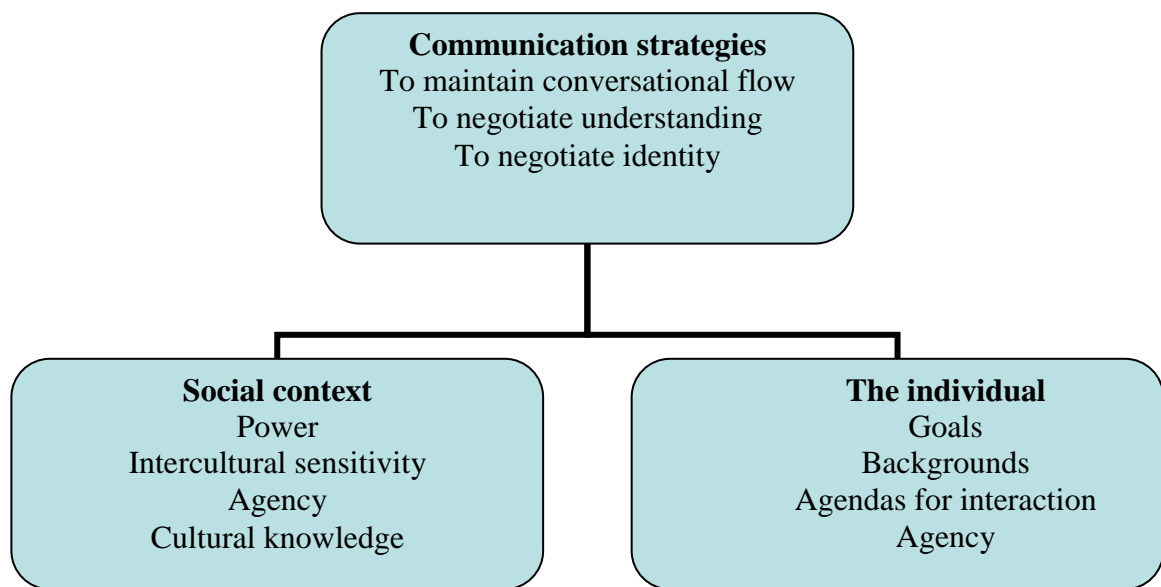 Communication strategies
To maintain conversational flow
To negotiate understanding
To negotiate identity
Social context
Power
Intercultural sensitivity
Agency
Cultural knowledge
The individual
Goals
Backgrounds
Agendas for interaction
Agency